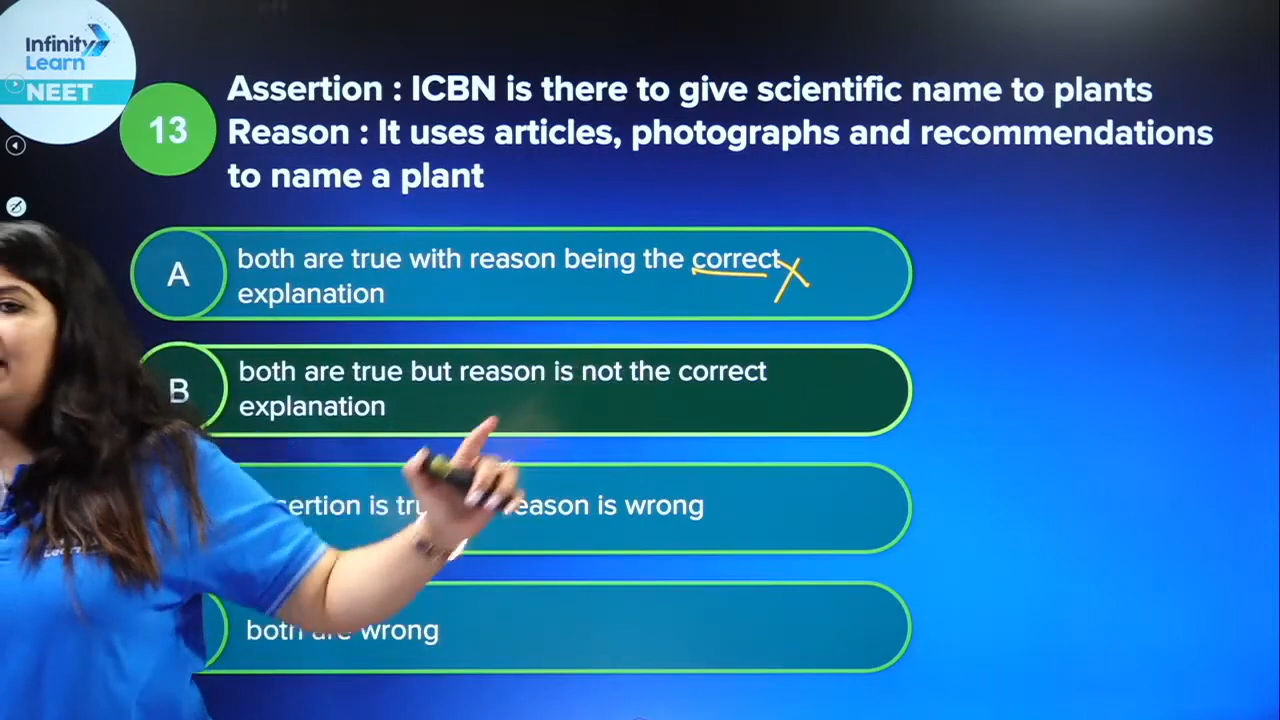 Infinity
Learn
NEET
13
Assertion : ICBN is there to give scientific name to plants
Reason : It uses articles, photographs and recommendations
to name a plant
A
both are true with reason being the correct
explanation
B
both are true but reason is not the correct
explanation
reason is wrong
both are wrong